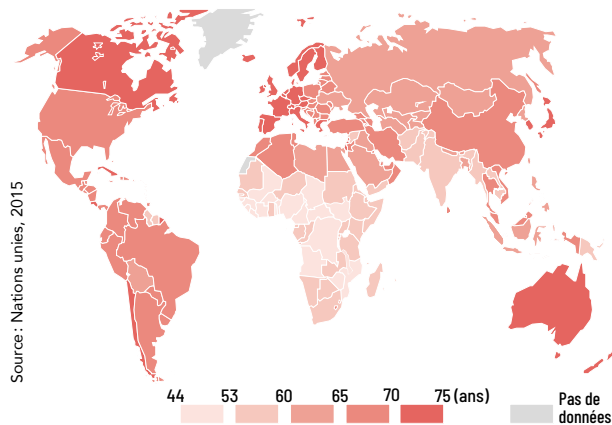 Source : Nations unies, 2015
44 53 60 65 70 75 (ans)
Pas de
données